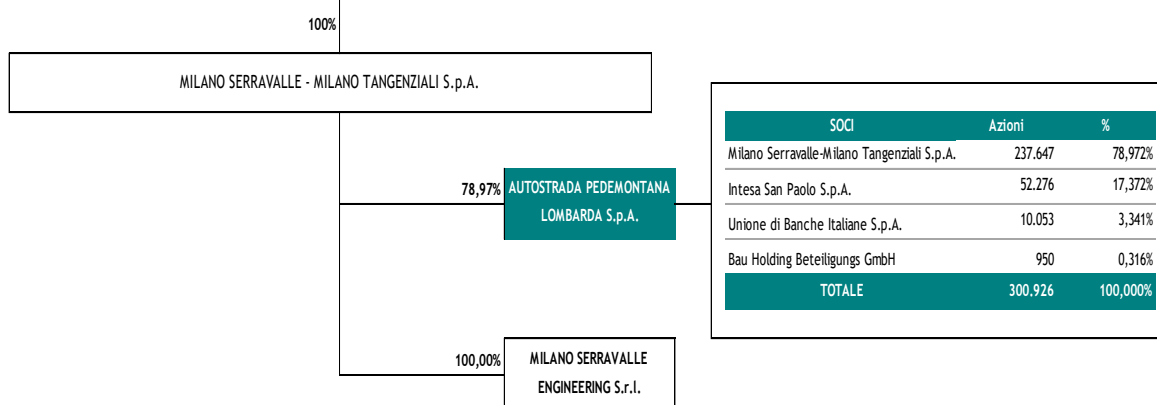 100%
MILANO SERRAVALLE - MILANO TANGENZIALI S.p.A.
SOCI Azioni %
Milano Serravalle-Milano Tangenziali S.p.A. 237.647 78,972%
Intesa San Paolo S.p.A. 52.276 17,372%
Unione di Banche Italiane S.p.A. 10.053 3,341%
Bau Holding Beteiligungs GmbH 950 0,316%
TOTALE 300.926 100,000%
78,97%
AUTOSTRADA PEDEMONTANA
LOMBARDA S.p.A.
100,00%
MILANO SERRAVALLE
ENGINEERING S.r.l.